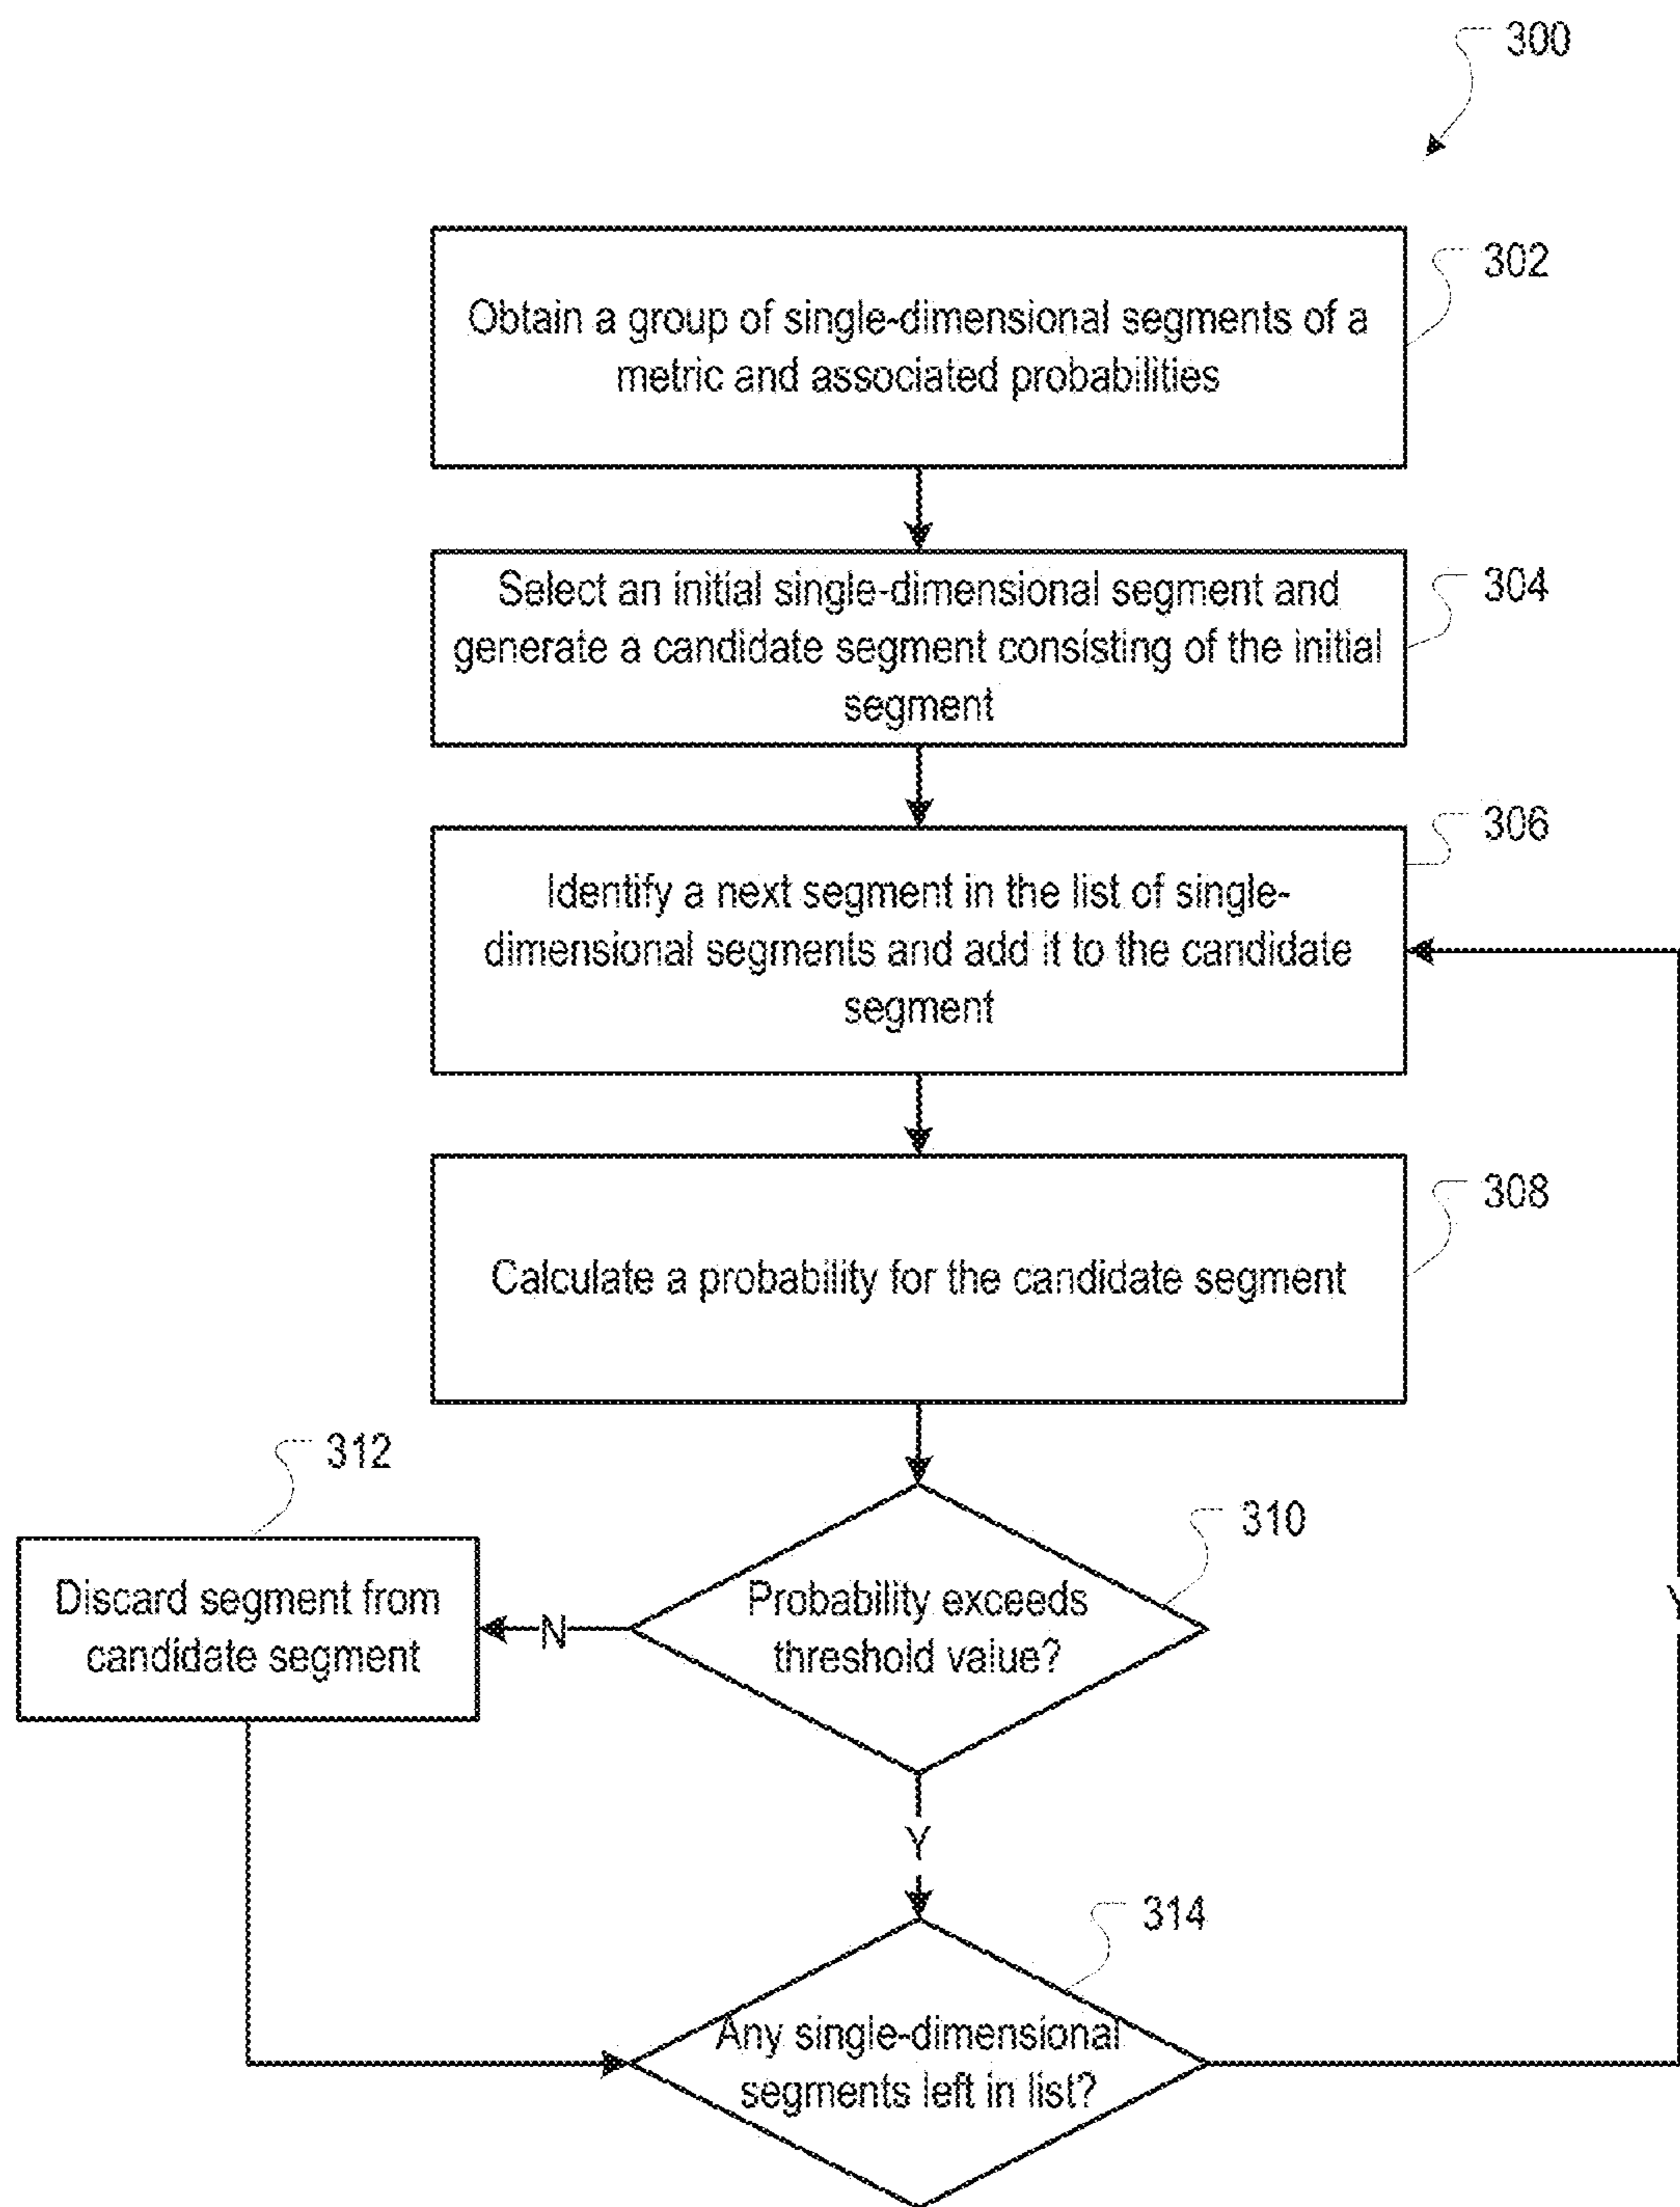 300
302
Obtain a group of single-dimensional segments of a
metric and associated probabilities
304
Select an initial single-dimensional segment and
generate a candidate segment consisting of the initial
segment
306
Identify a next segment in the list of single-
dimensional segments and add it to the candidate
segment
308
Calculate a probability for the candidate segment
312
310
Discard segment from
candidate segment
N
Probability exceeds
threshold value?
Y
Y
314
Any single-dimensional
segments left in list?